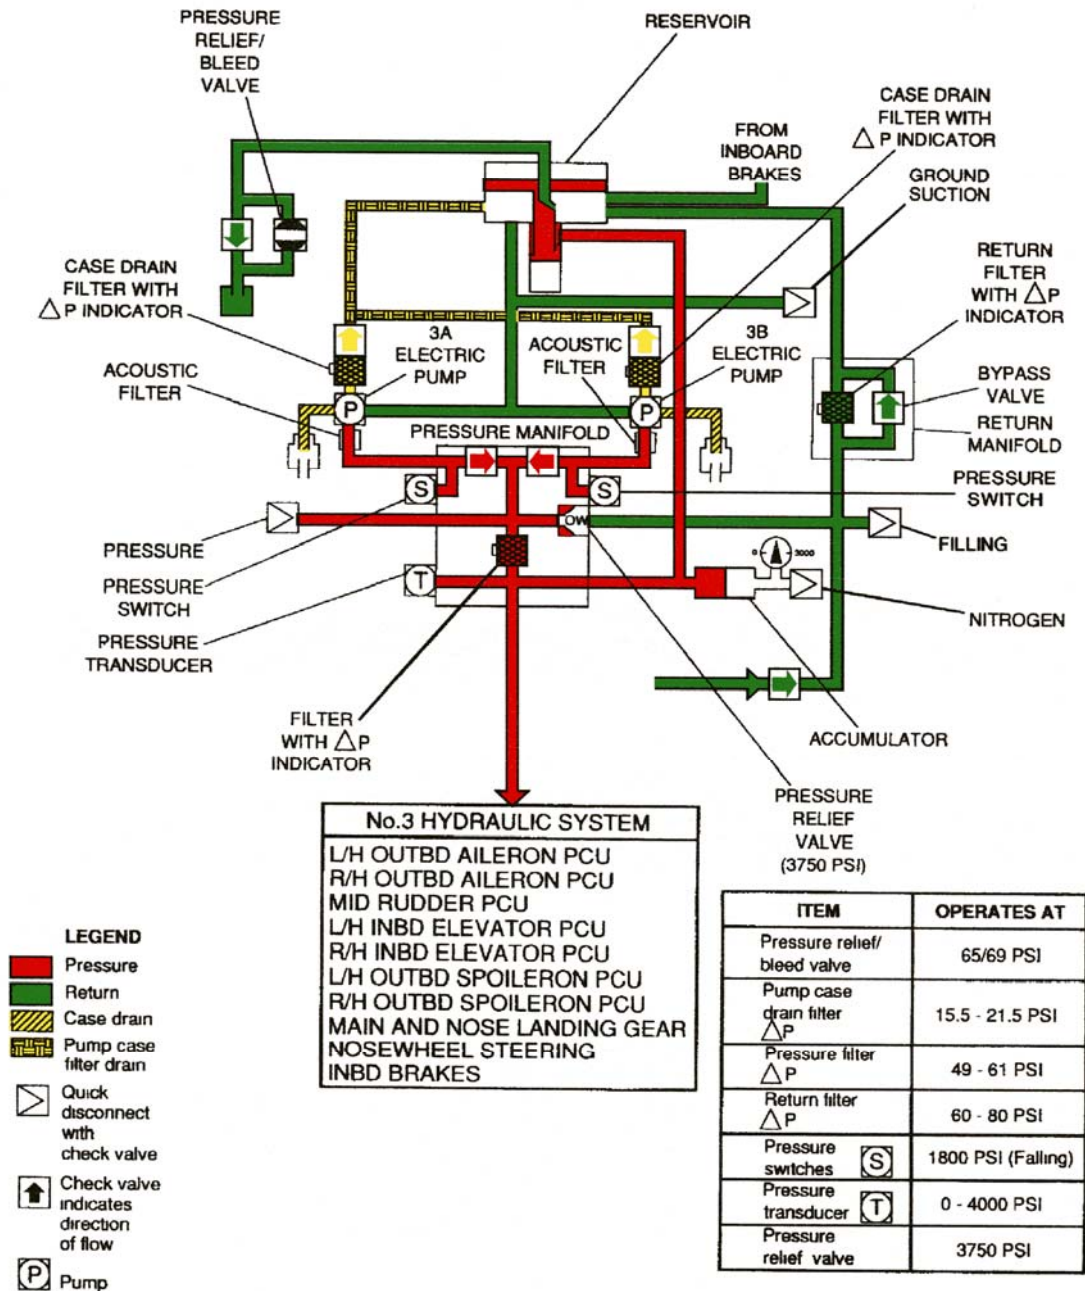 PRESSURE
RELIEF/
BLEED
VALVE
RESERVOIR
CASE DRAIN
FILTER WITH
△ P INDICATOR
FROM
INBOARD
BRAKES
GROUND
SUCTION
CASE DRAIN
FILTER WITH
△ P INDICATOR
RETURN
FILTER
WITH △P
INDICATOR
3A
ELECTRIC
PUMP
ACOUSTIC
FILTER
3B
ELECTRIC
PUMP
ACOUSTIC
FILTER
BYPASS
VALVE
RETURN
MANIFOLD
P
P
PRESSURE MANIFOLD
S
S
PRESSURE
SWITCH
PRESSURE
OW
FILLING
PRESSURE
SWITCH
0
3000
T
NITROGEN
PRESSURE
TRANSDUCER
FILTER
WITH △P
INDICATOR
ACCUMULATOR
PRESSURE
RELIEF
VALVE
(3750 PSI)
No.3 HYDRAULIC SYSTEM
L/H OUTBD AILERON PCU
R/H OUTBD AILERON PCU
MID RUDDER PCU
L/H INBD ELEVATOR PCU
R/H INBD ELEVATOR PCU
L/H OUTBD SPOILERON PCU
R/H OUTBD SPOILERON PCU
MAIN AND NOSE LANDING GEAR
NOSEWHEEL STEERING
INBD BRAKES
LEGEND
Pressure
Return
Case drain
Pump case
filter drain
Quick
disconnect
with
check valve
Check valve
indicates
direction
of flow
P Pump
ITEM OPERATES AT
Pressure relief/
bleed valve 65/69 PSI
Pump case
drain filter
△P 15.5 - 21.5 PSI
Pressure filter
△P 49 - 61 PSI
Return filter
△P 60 - 80 PSI
Pressure
switches S 1800 PSI (Falling)
Pressure
transducer T 0 - 4000 PSI
Pressure
relief valve 3750 PSI